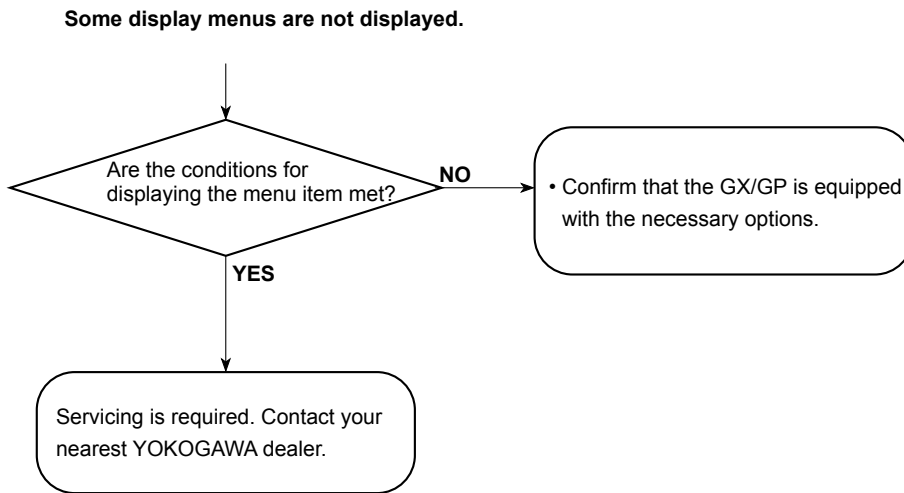 Some display menus are not displayed.
Are the conditions for
displaying the menu item met?
NO
• Confirm that the GX/GP is equipped
with the necessary options.
YES
Servicing is required. Contact your
nearest YOKOGAWA dealer.